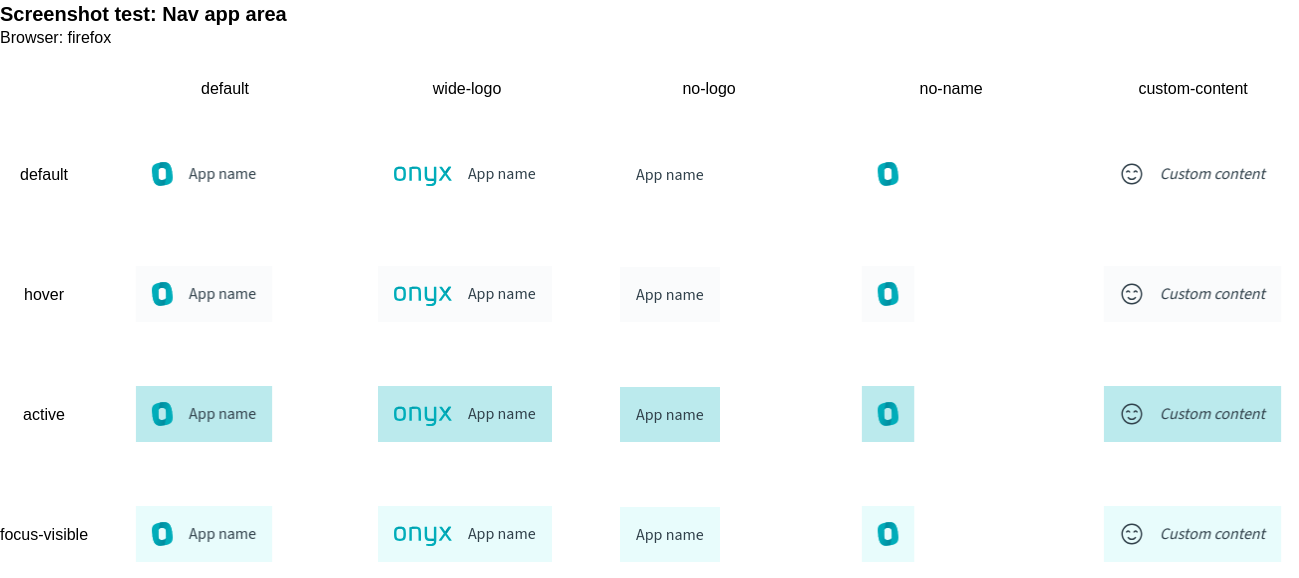 Screenshot test: Nav app area
Browser: firefox
default wide-logo no-logo no-name custom-content
default App name onyx App name App name Custom content
hover App name onyx App name App name Custom content
active App name onyx App name App name Custom content
focus-visible App name onyx App name App name Custom content